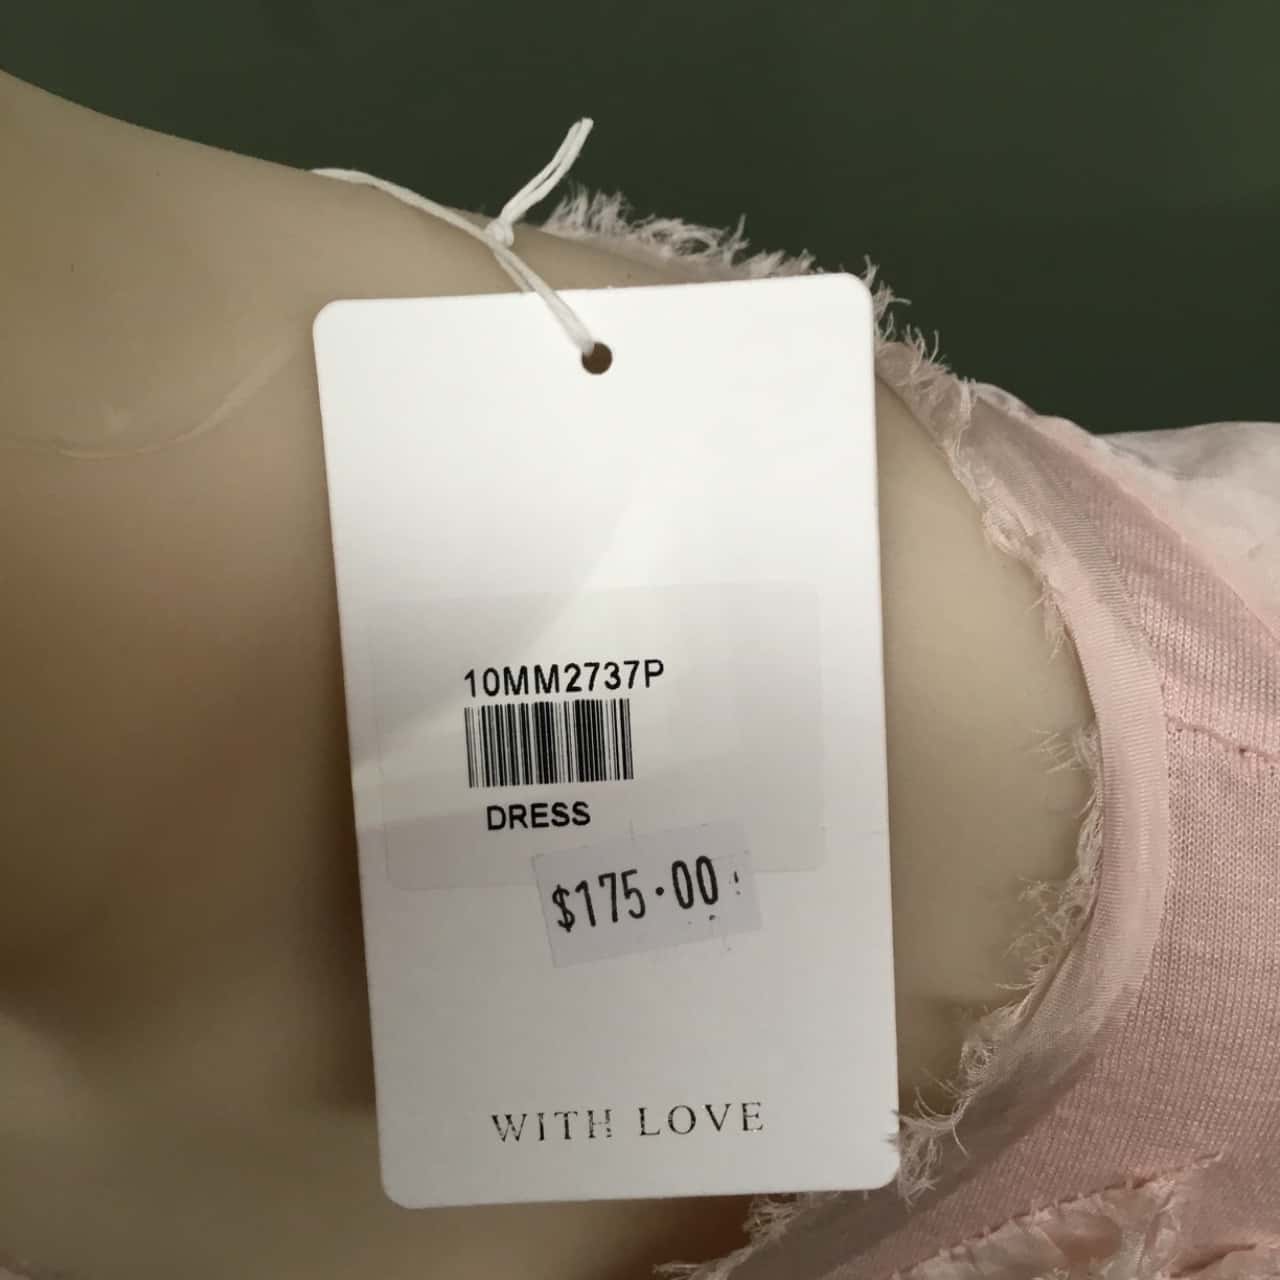 10MM2737P
DRESS
$175.00
WITH LOVE